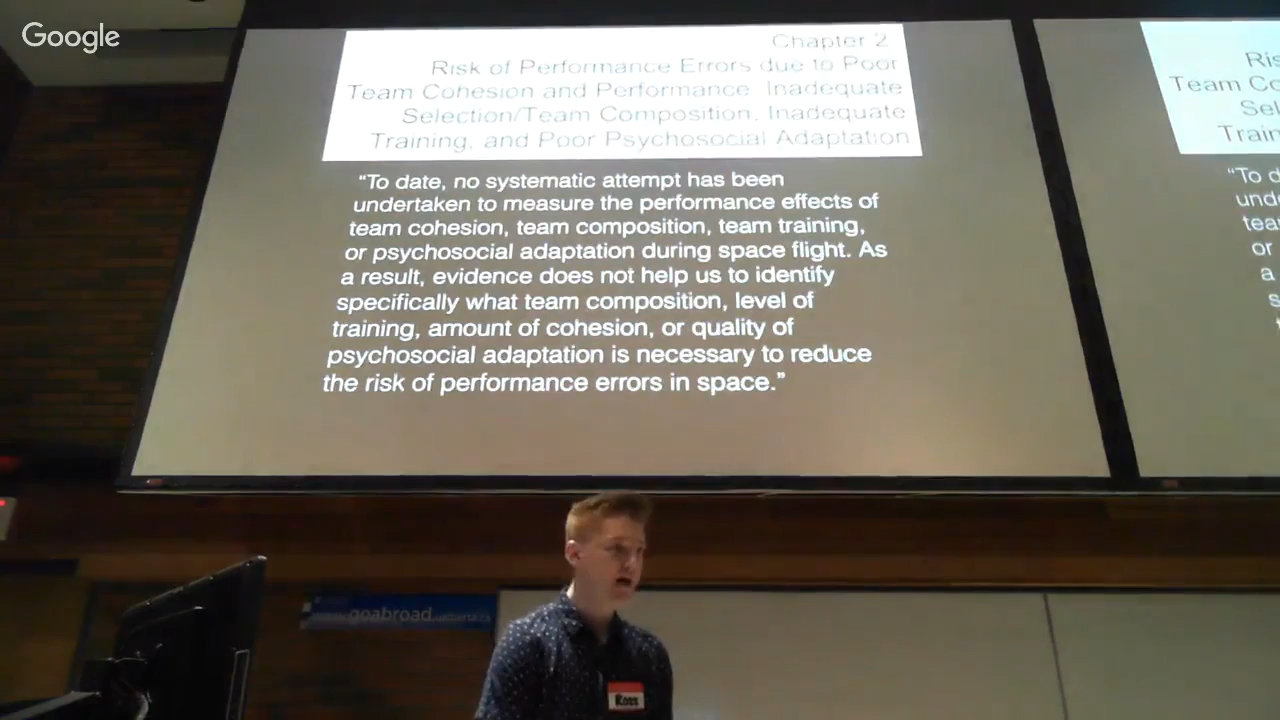 Google
Chapter 2
Risk of Performance Errors due to Poor
Team Cohesion and Performance, Inadequate
Selection/Team Composition, Inadequate
Training, and Poor Psychosocial Adaptation
“To date, no systematic attempt has been
undertaken to measure the performance effects of
team cohesion, team composition, team training,
or psychosocial adaptation during space flight. As
a result, evidence does not help us to identify
specifically what team composition, level of
training, amount of cohesion, or quality of
psychosocial adaptation is necessary to reduce
the risk of performance errors in space.”
Ris
Team Co
Sel
Train
“To d
und
tea
or
a
s
goabroad
Ross